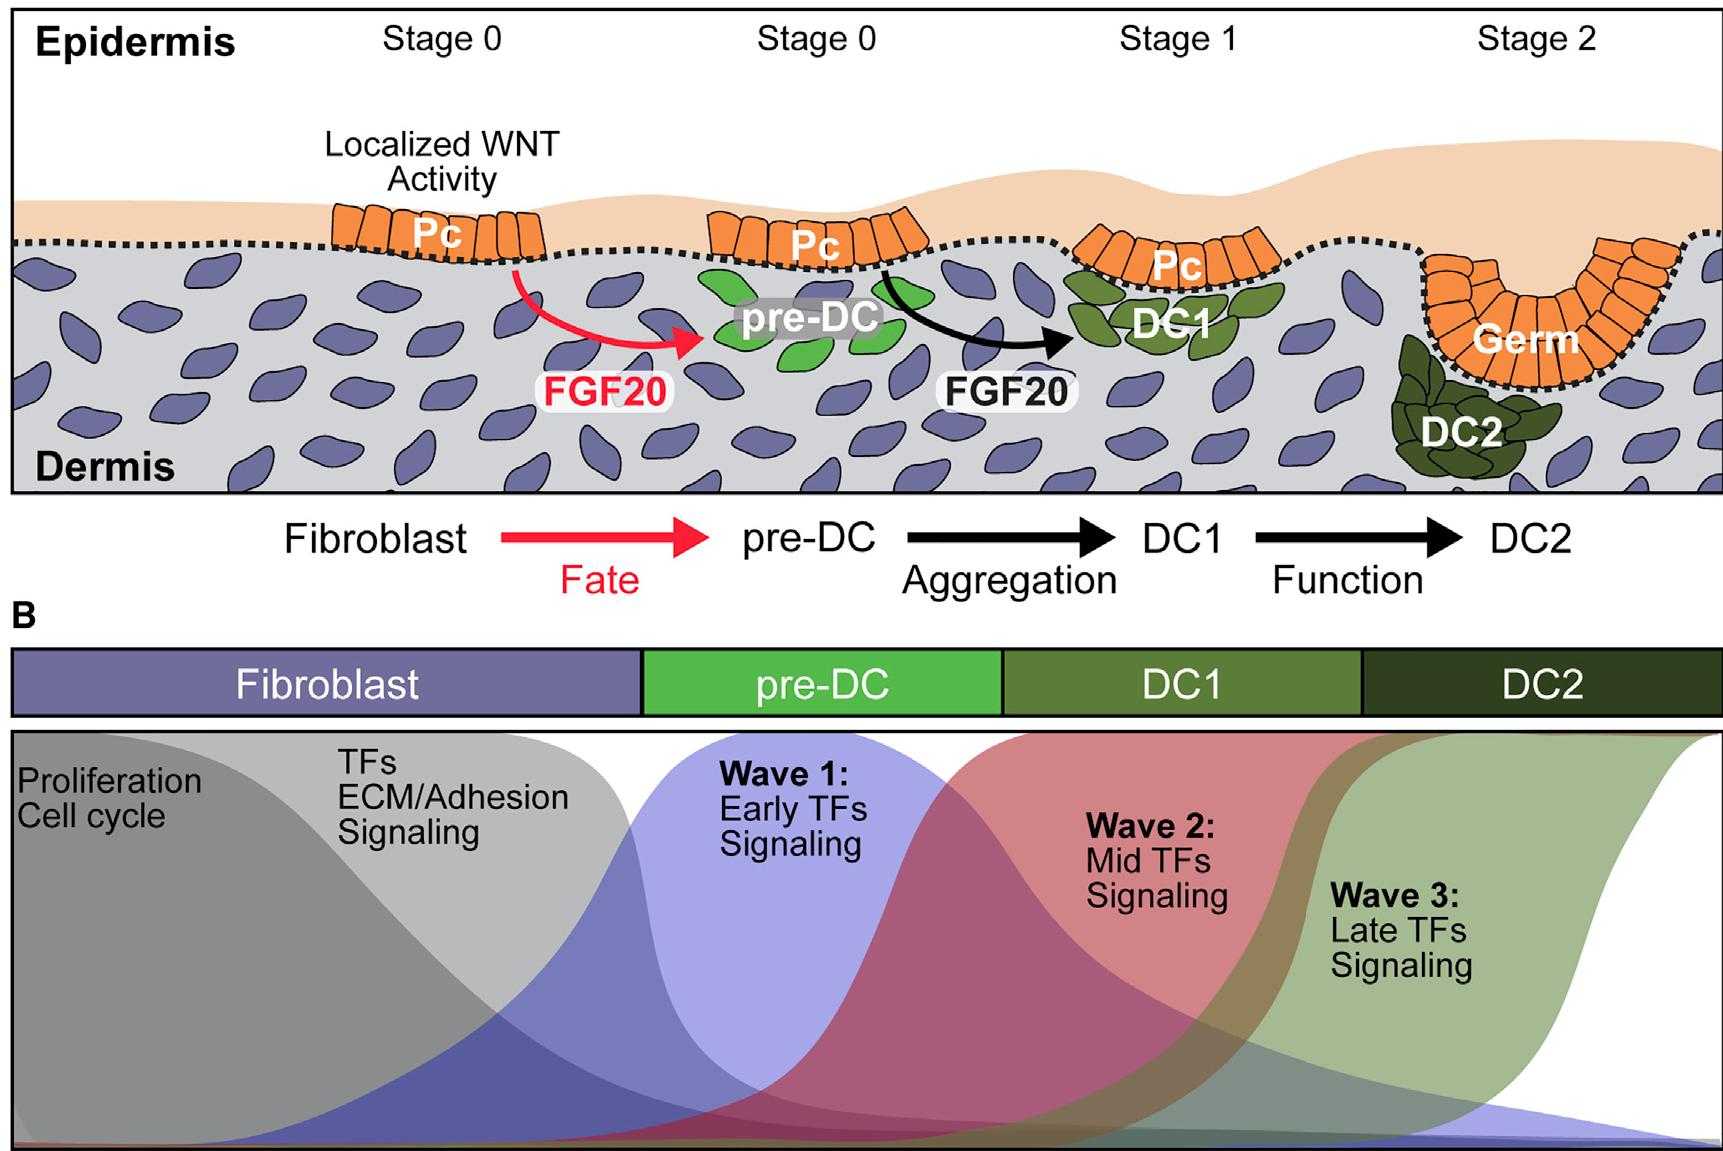 Epidermis
Stage 0
Stage 0
Stage 1
Stage 2
Localized WNT
Activity
Pc
Pc
Pc
Germ
pre-DC
DC1
DC2
FGF20
FGF20
Dermis
Fibroblast
pre-DC
DC1
DC2
Fate
Aggregation
Function
B
Fibroblast
pre-DC
DC1
DC2
Proliferation
Cell cycle
TFs
ECM/Adhesion
Signaling
Wave 1:
Early TFs
Signaling
Wave 2:
Mid TFs
Signaling
Wave 3:
Late TFs
Signaling